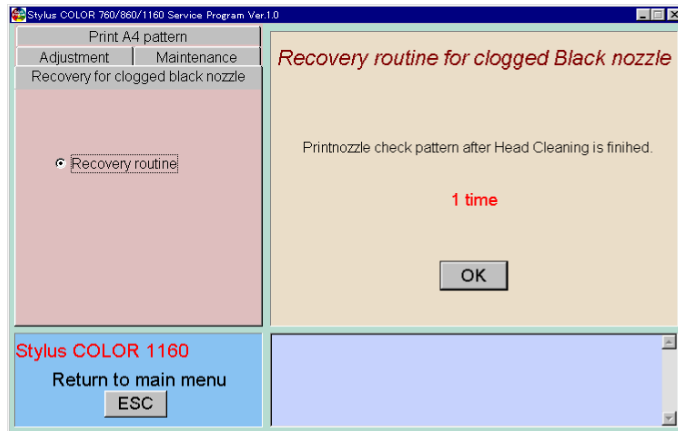 Stylus COLOR 760/860/1160 Service Program Ver.1.0
Print A4 pattern
Adjustment
Maintenance
Recovery for clogged black nozzle
Recovery routine
Recovery routine for clogged Black nozzle
Printnozzle check pattern after Head Cleaning is finihed.
1 time
OK
Stylus COLOR 1160
Return to main menu
ESC